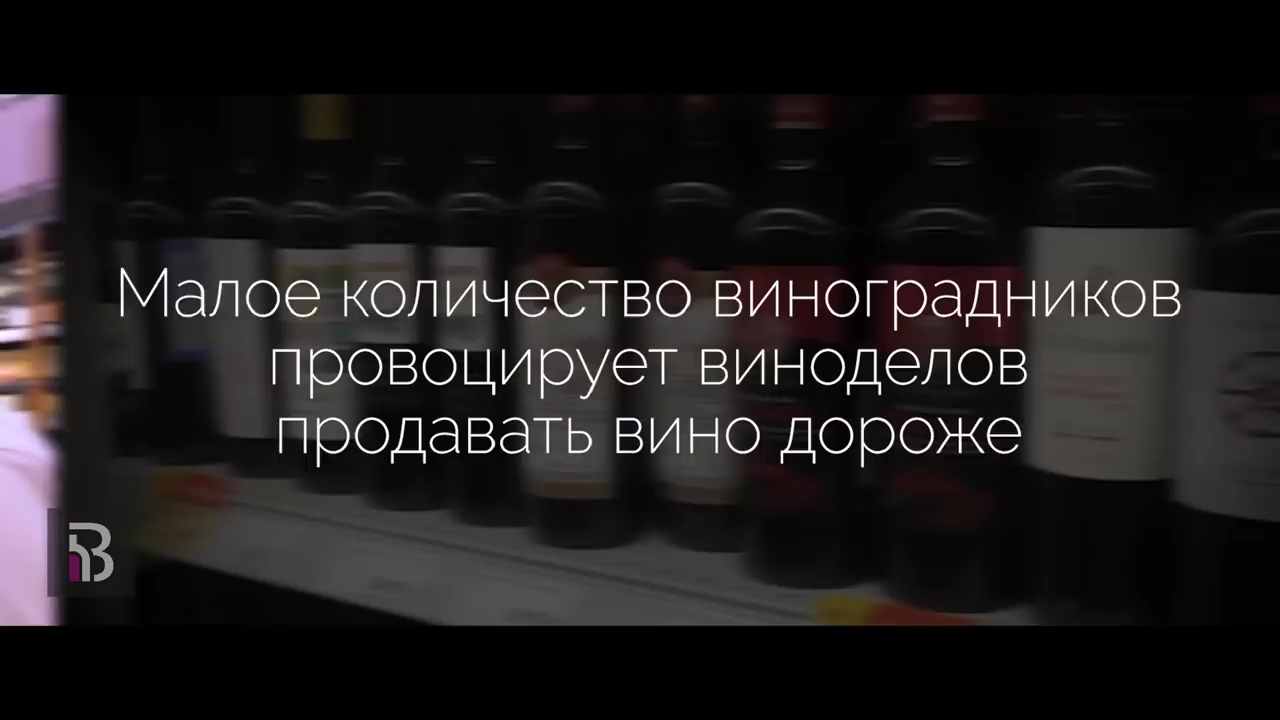 Малое количество виноградников
провоцирует виноделов
продавать вино дороже